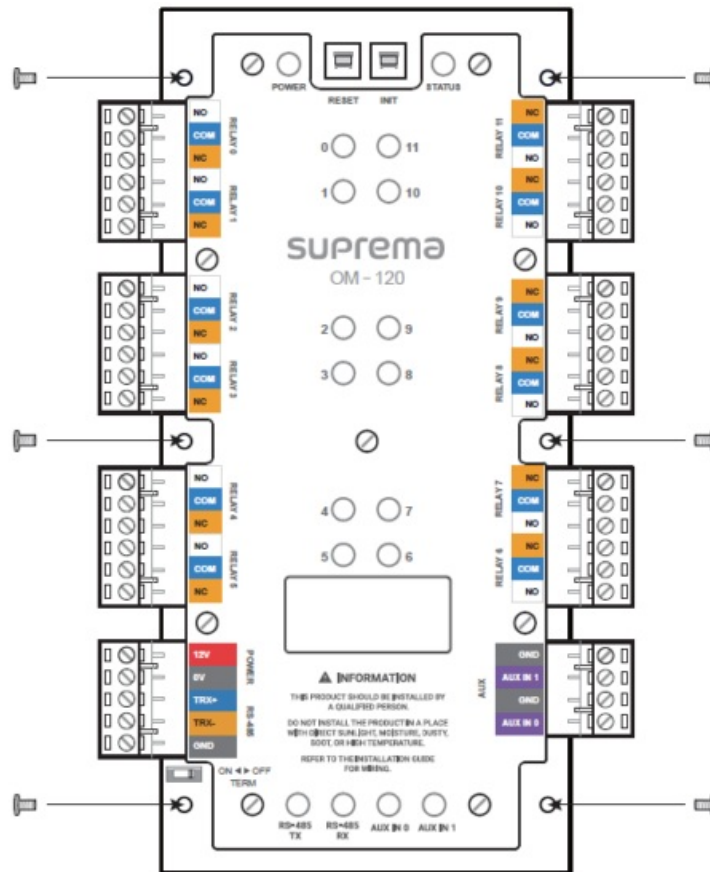 POWER
RESET
INIT
STATUS
NO
COM
NC
RELAY 0
NO
COM
NC
RELAY 1
0
11
1
10
NC
COM
NO
RELAY 11
NC
COM
NO
RELAY 10
suprema
OM - 120
NO
COM
NC
RELAY 2
NO
COM
NC
RELAY 3
2
9
3
8
NC
COM
NO
RELAY 9
NC
COM
NO
RELAY 8
NO
COM
NC
RELAY 4
NO
COM
NC
RELAY 5
4
7
5
6
NC
COM
NO
RELAY 7
NC
COM
NO
RELAY 6
12V
0V
POWER
TRX+
TRX-
GND
RS-485
INFORMATION
THIS PRODUCT SHOULD BE INSTALLED BY
A QUALIFIED PERSON.
DO NOT INSTALL THE PRODUCT IN A PLACE
WITH DIRECT SUNLIGHT, MOISTURE, DUSTY,
SOOT, OR HIGH TEMPERATURE.
REFER TO THE INSTALLATION GUIDE
FOR WIRING.
AUX
GND
AUX IN 1
GND
AUX IN 0
ON ◄ ► OFF
TERM
RS-485
TX
RS-485
RX
AUX IN 0
AUX IN 1